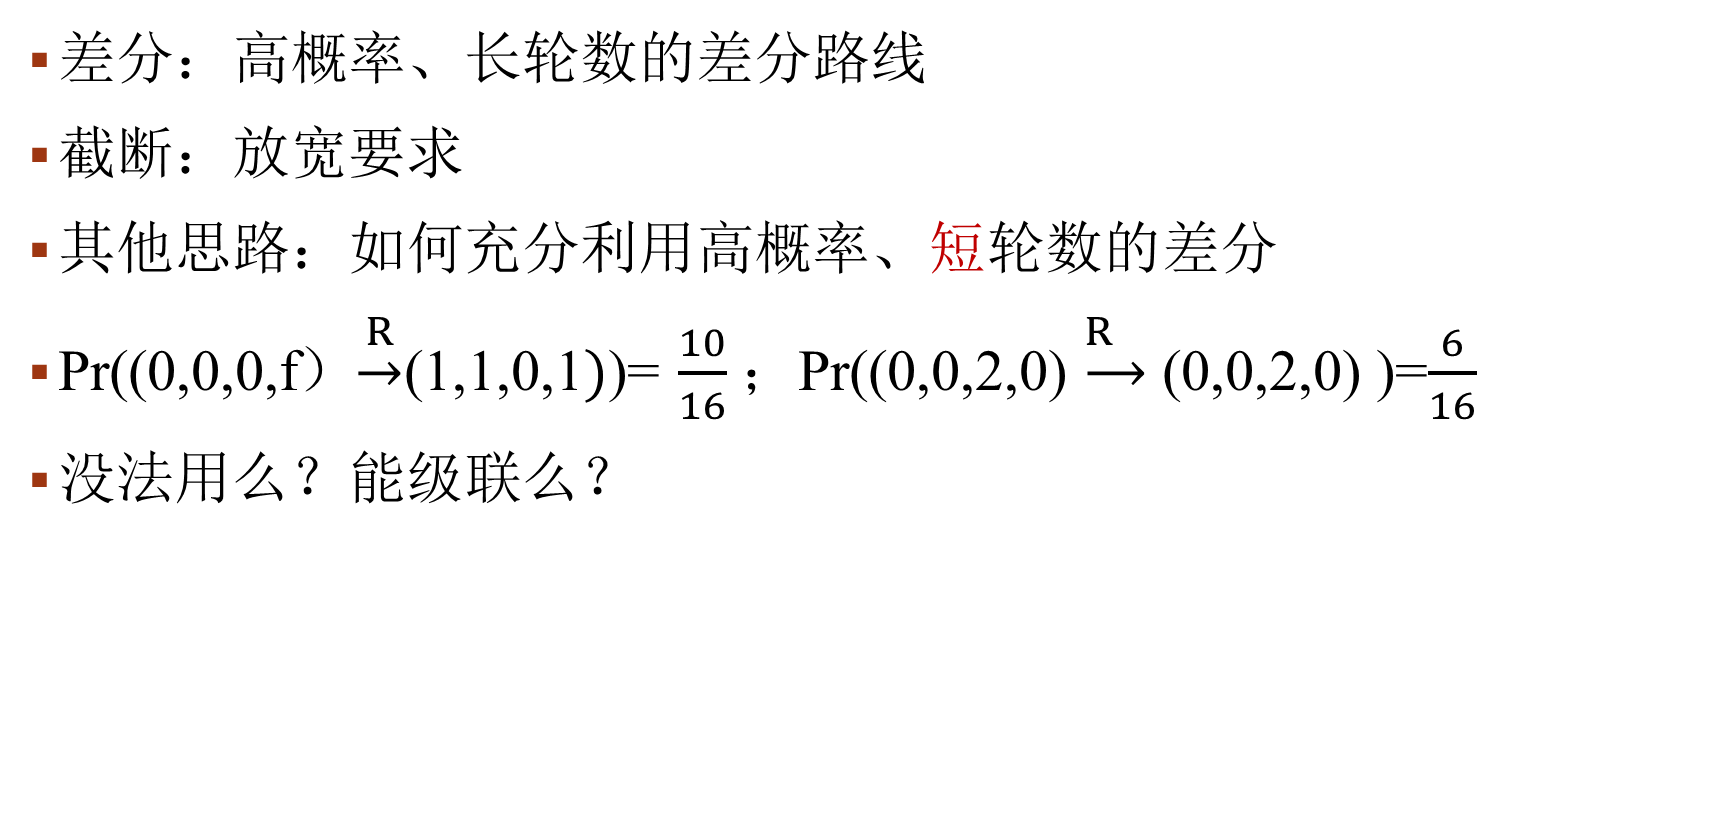 ▪差分：高概率、长轮数的差分路线
▪截断：放宽要求
▪其他思路：如何充分利用高概率、短轮数的差分
▪Pr((0,0,0,f） R→(1,1,0,1))= 10/16 ；Pr((0,0,2,0) R→ (0,0,2,0) )=6/16
▪没法用么？能级联么？